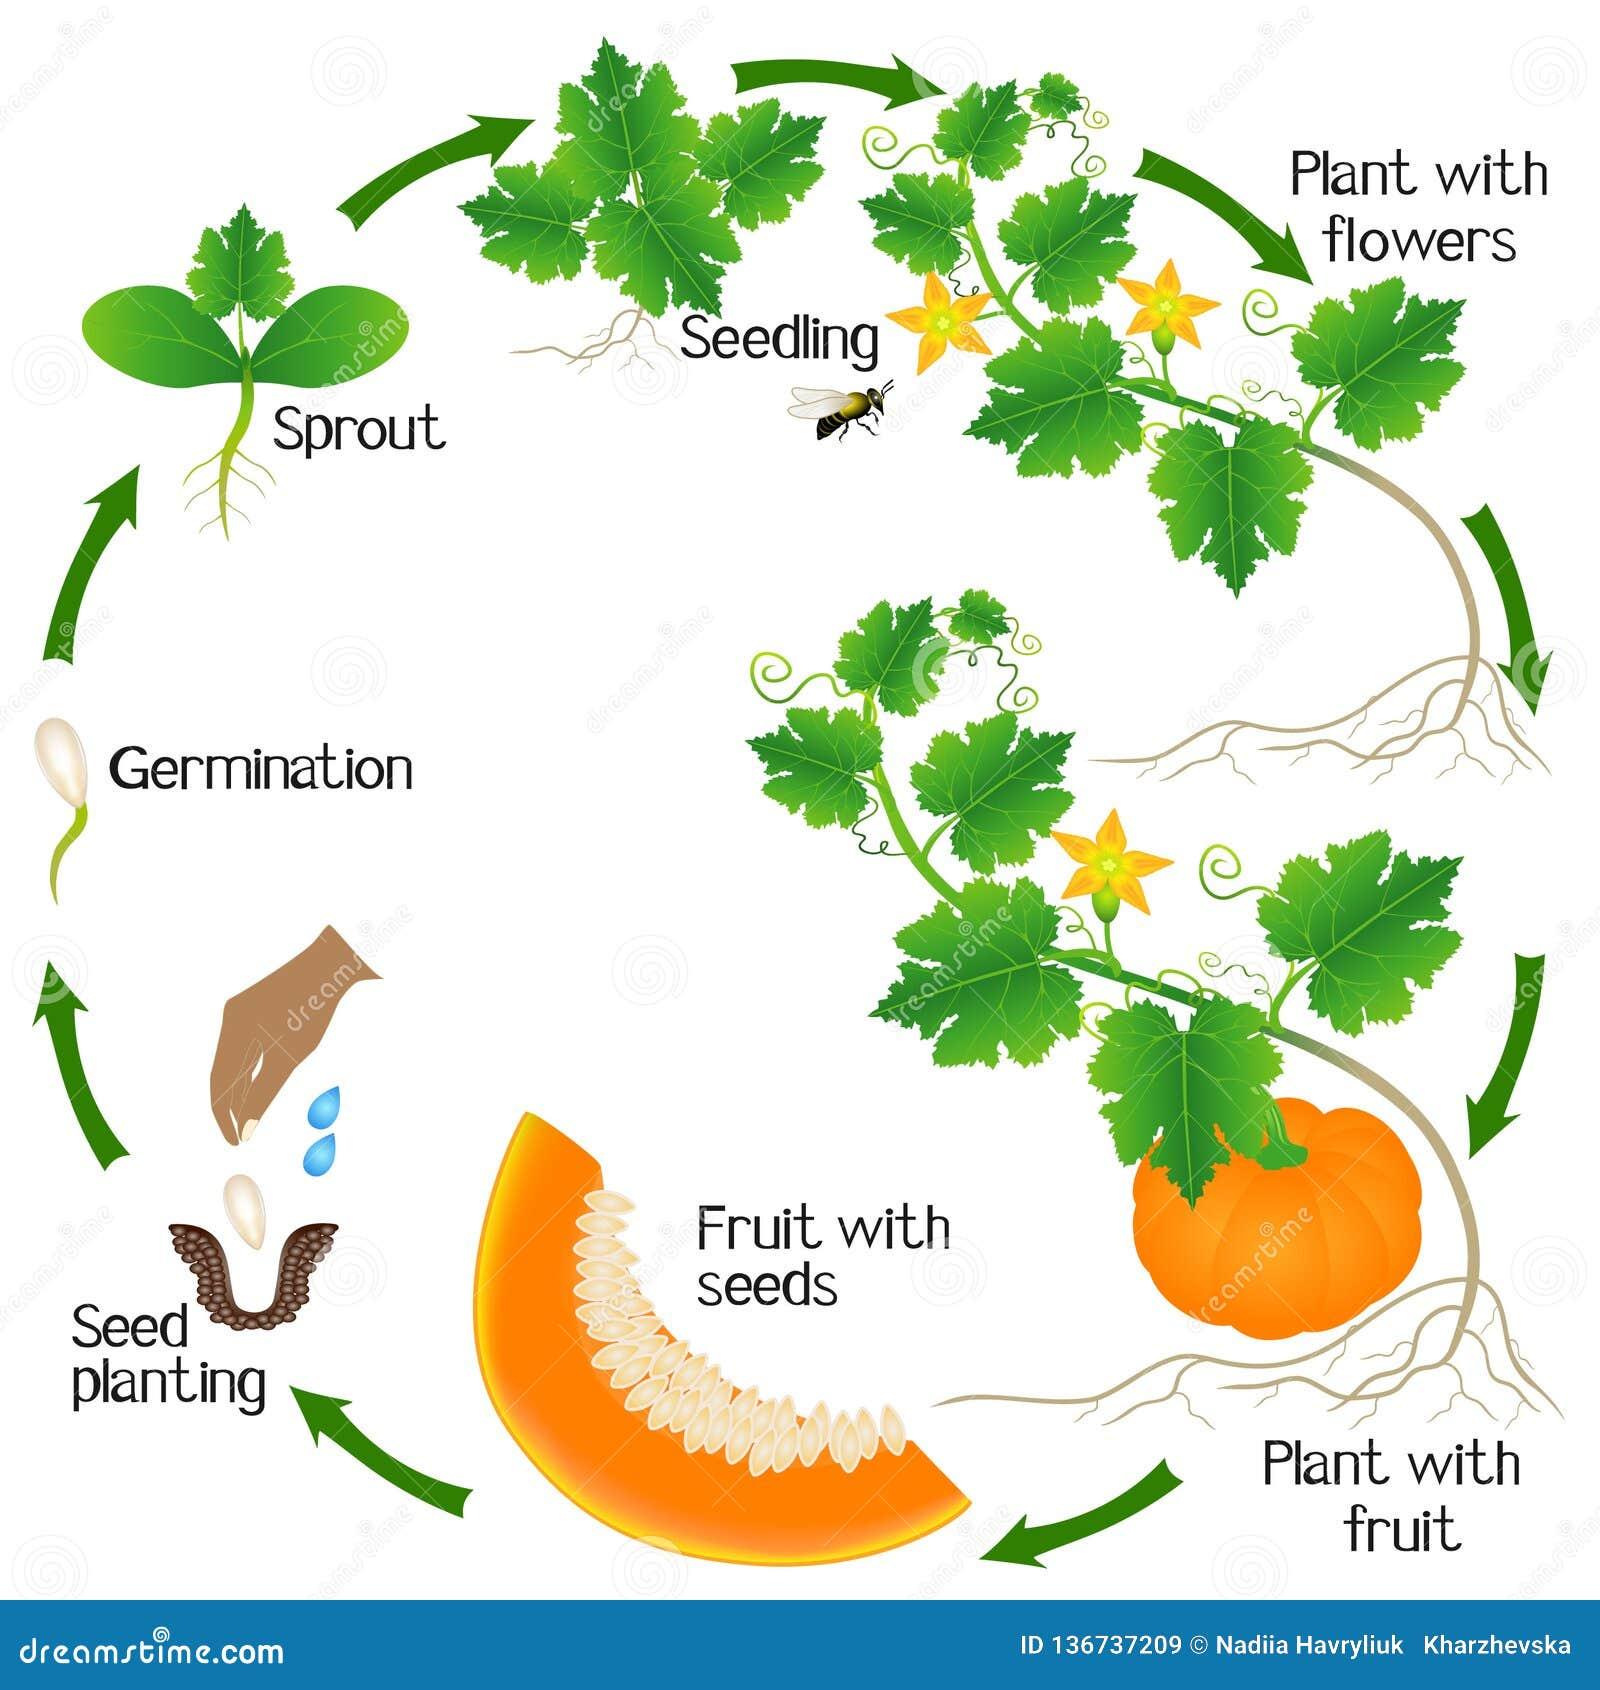 Plant with
flowers
Seedling
Sprout
Germination
Fruit with
seeds
Seed
planting
Plant with
fruit
dreamstime.com
ID 136737209 © Nadiia Havryliuk Kharzhevska
dreamstime